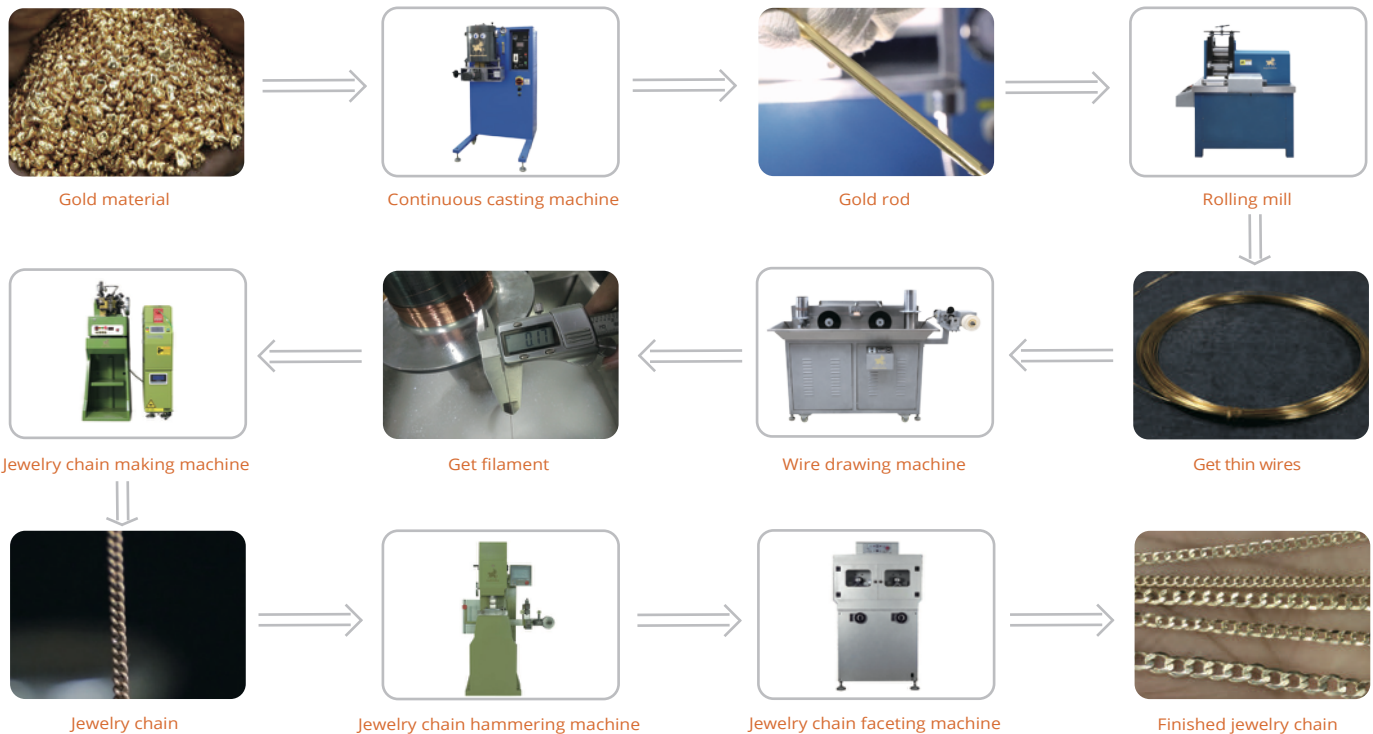 Gold material
Continuous casting machine
Gold rod
Rolling mill
Get thin wires
Wire drawing machine
Get filament
Jewelry chain making machine
Jewelry chain
Jewelry chain hammering machine
Jewelry chain faceting machine
Finished jewelry chain